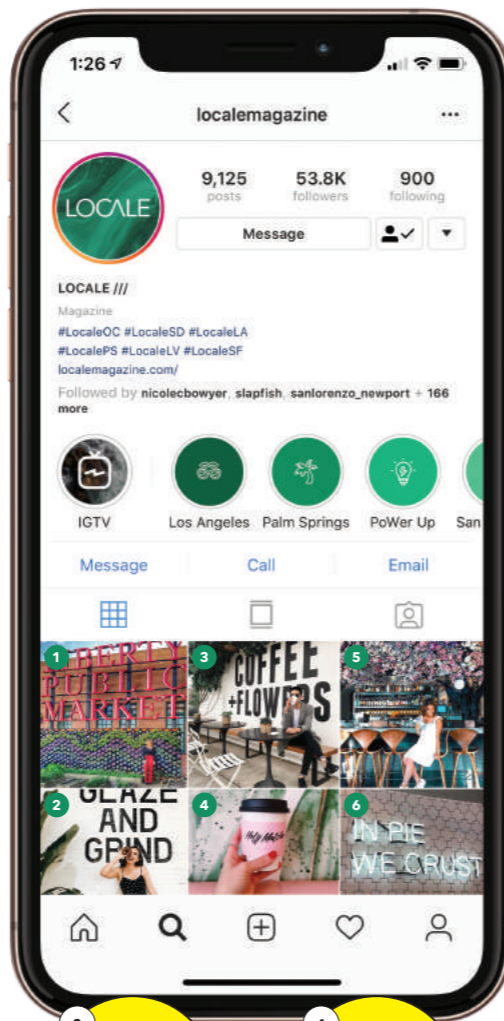 1:26
localemagazine
LOCALE
9,125 53.8K 900
posts followers following
Message
LOCALE ///
Magazine
#LocaleOC #LocaleSD #LocaleLA
#LocalePS #LocaleLV #LocaleSF
localemagazine.com/
Followed by nicolecbowyer, slapfish, sanlorenzo_newport + 166
more
IGTV Los Angeles Palm Springs PoWer Up San
Message Call Email
1
PUBLIC
MARKET
3
COFFEE
+FLOWERS
5
2
GLAZE
AND
GRIND
4
Holy Matcha
6
IN PIE
WE CRUST